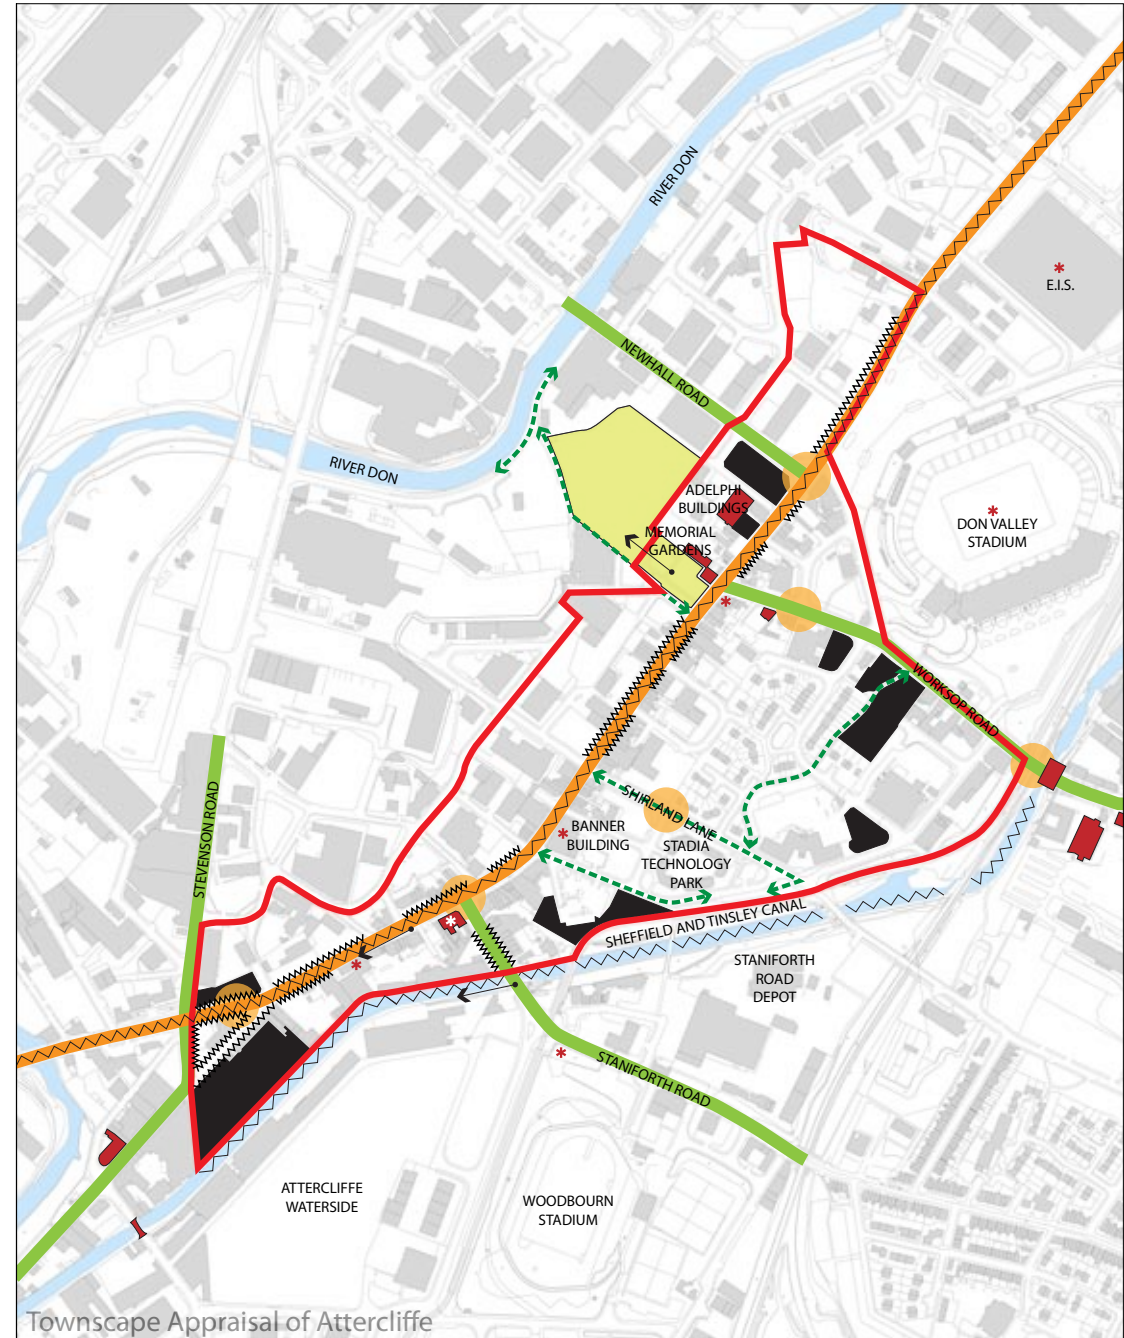 RIVER DON
E.I.S.
NEWHALL ROAD
RIVER DON
ADELPHI
BUILDINGS
DON VALLEY
STADIUM
MEMORIAL
GARDENS
WORKSOP ROAD
STEVENSON ROAD
SHIRLAND LANE
BANNER
BUILDING
STADIA
TECHNOLOGY
PARK
SHEFFIELD AND TINSLEY CANAL
STANIFORTH
ROAD
DEPOT
STANIFORTH ROAD
ATTERCLIFFE
WATERSIDE
WOODBOURN
STADIUM
Townscape Appraisal of Attercliffe